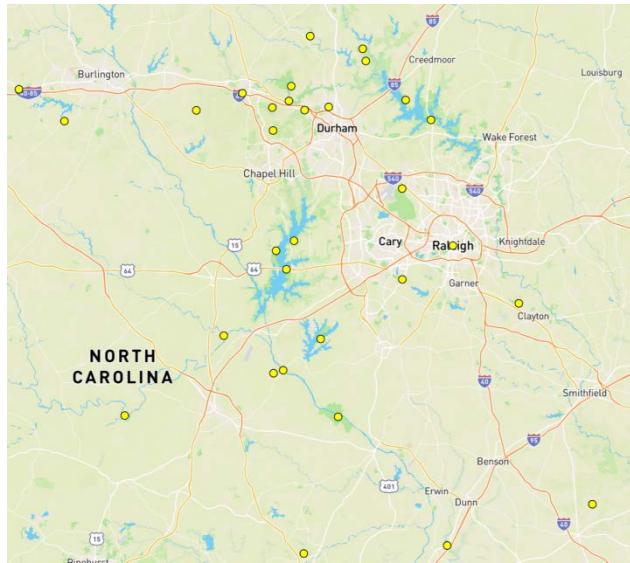 Burlington
Creedmoor
Louisburg
85
85
40
Durham
Wake Forest
Chapel Hill
540
540
15
Cary
Raleigh
Knightdale
64
64
Garner
Clayton
NORTH
CAROLINA
40
Smithfield
95
Benson
401
Erwin
Dunn
40
15
Pinehurst